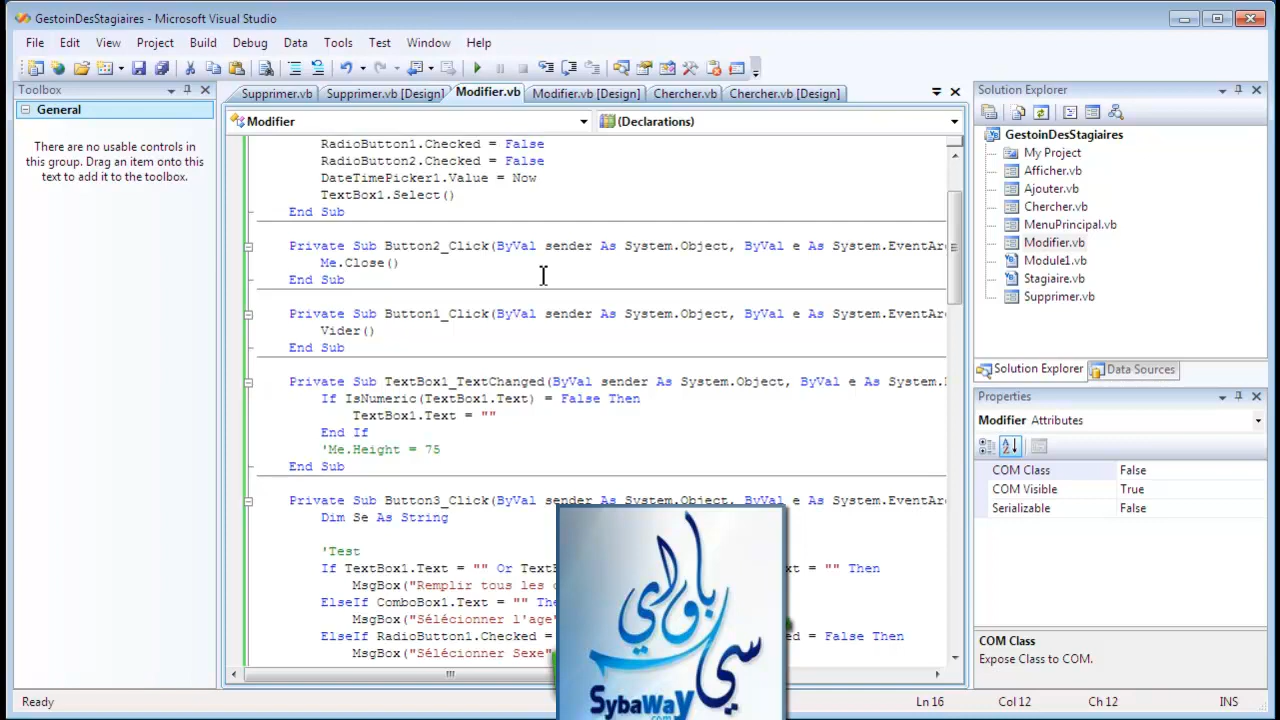 GestoinDesStagiaires - Microsoft Visual Studio
File Edit View Project Build Debug Data Tools Test Window Help
Toolbox
General
There are no usable controls in
this group. Drag an item onto this
text to add it to the toolbox.
Supprimer.vb Supprimer.vb [Design] Modifier.vb Modifier.vb [Design] Chercher.vb Chercher.vb [Design]
Modifier (Declarations)
RadioButton1.Checked = False
RadioButton2.Checked = False
DateTimePicker1.Value = Now
TextBox1.Select()
End Sub
Private Sub Button2_Click(ByVal sender As System.Object, ByVal e As System.EventAr
Me.Close()
End Sub
Private Sub Button1_Click(ByVal sender As System.Object, ByVal e As System.EventAr
Vider()
End Sub
Private Sub TextBox1_TextChanged(ByVal sender As System.Object, ByVal e As System.
If IsNumeric(TextBox1.Text) = False Then
TextBox1.Text = ""
End If
'Me.Height = 75
End Sub
Private Sub Button3_Click(ByVal sender As System.Object, ByVal e As System.EventAr
Dim Se As String
'Test
If TextBox1.Text = "" Or TextB t = "" Then
MsgBox("Remplir tous les
ElseIf ComboBox1.Text = "" The
MsgBox("Sélécionner l'age"
ElseIf RadioButton1.Checked = ed = False Then
MsgBox("Sélécionner Sexe"
سي باواي
SybaWay
.com
Solution Explorer
GestoinDesStagiaires
My Project
Afficher.vb
Ajouter.vb
Chercher.vb
MenuPrincipal.vb
Modifier.vb
Module1.vb
Stagiaire.vb
Supprimer.vb
Solution Explorer Data Sources
Properties
Modifier Attributes
COM Class False
COM Visible True
Serializable False
COM Class
Expose Class to COM.
Ready Ln 16 Col 12 Ch 12 INS